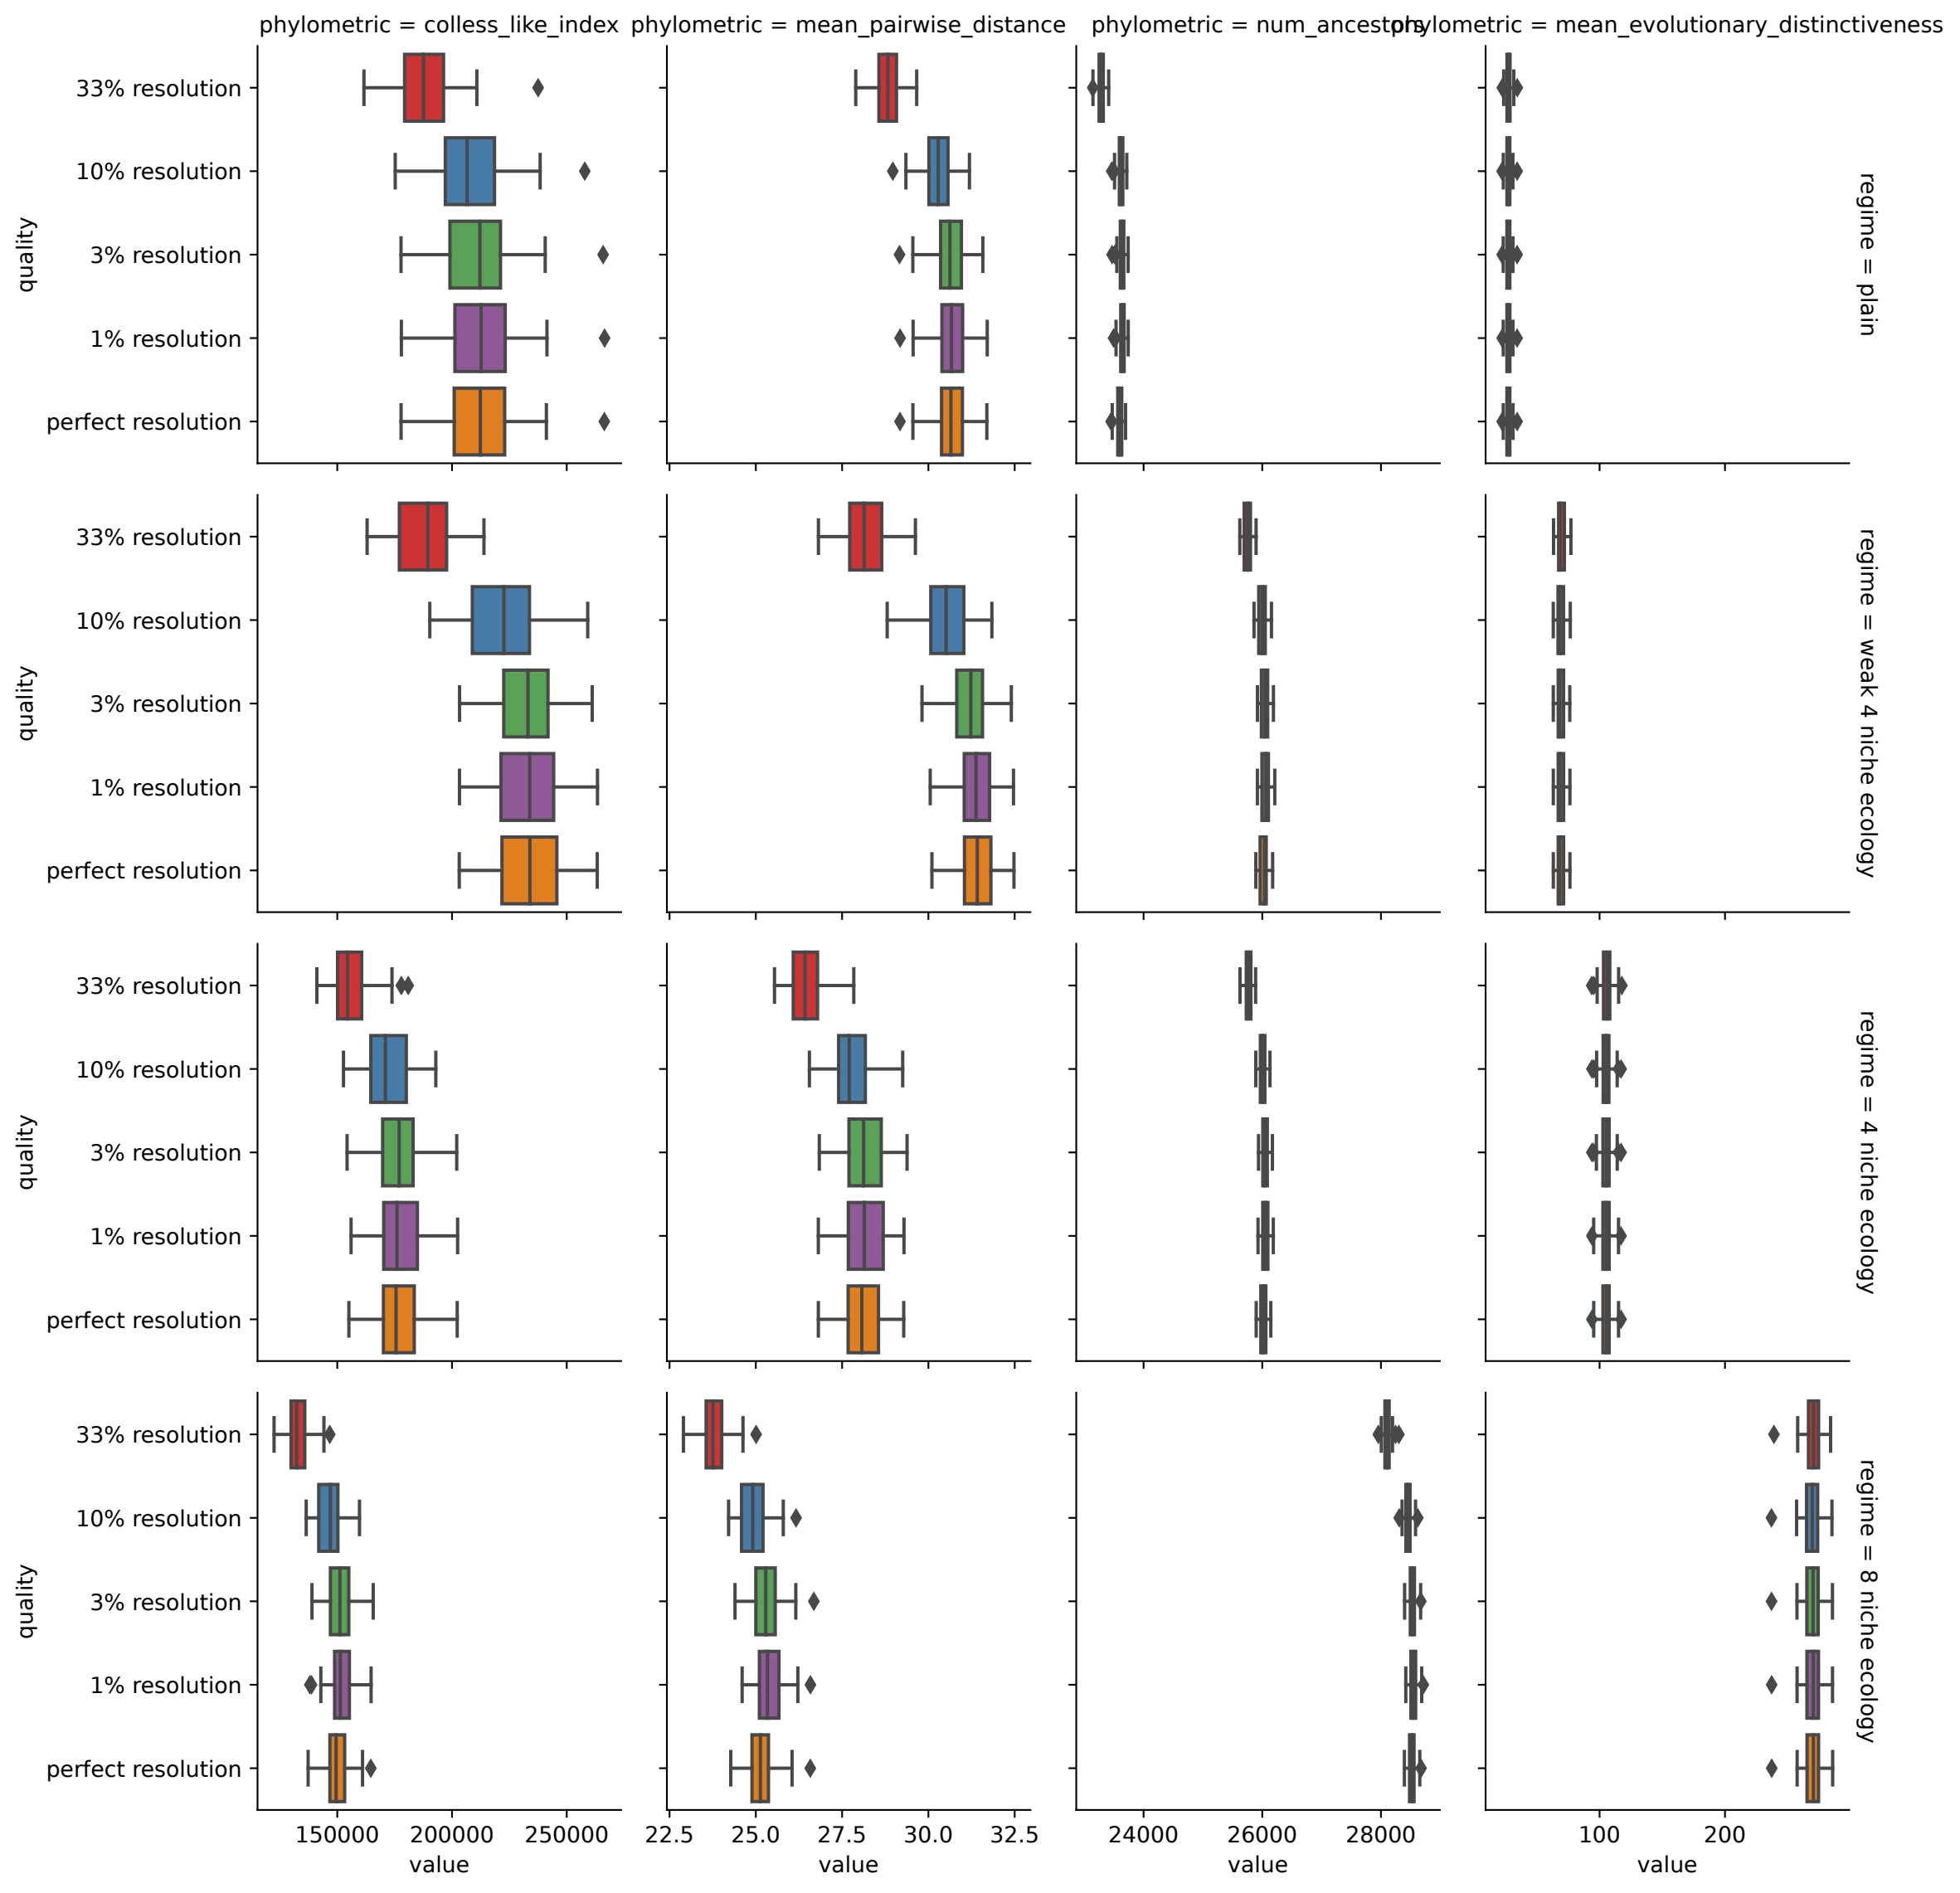 phylometric = colless_like_index
phylometric = mean_pairwise_distance
phylometric = num_ancestors
phylometric = mean_evolutionary_distinctiveness
quality
33% resolution
10% resolution
3% resolution
1% resolution
perfect resolution
regime = plain
quality
33% resolution
10% resolution
3% resolution
1% resolution
perfect resolution
regime = weak 4 niche ecology
quality
33% resolution
10% resolution
3% resolution
1% resolution
perfect resolution
regime = 4 niche ecology
quality
33% resolution
10% resolution
3% resolution
1% resolution
perfect resolution
regime = 8 niche ecology
150000 200000 250000
value
22.5 25.0 27.5 30.0 32.5
value
24000 26000 28000
value
100 200
value